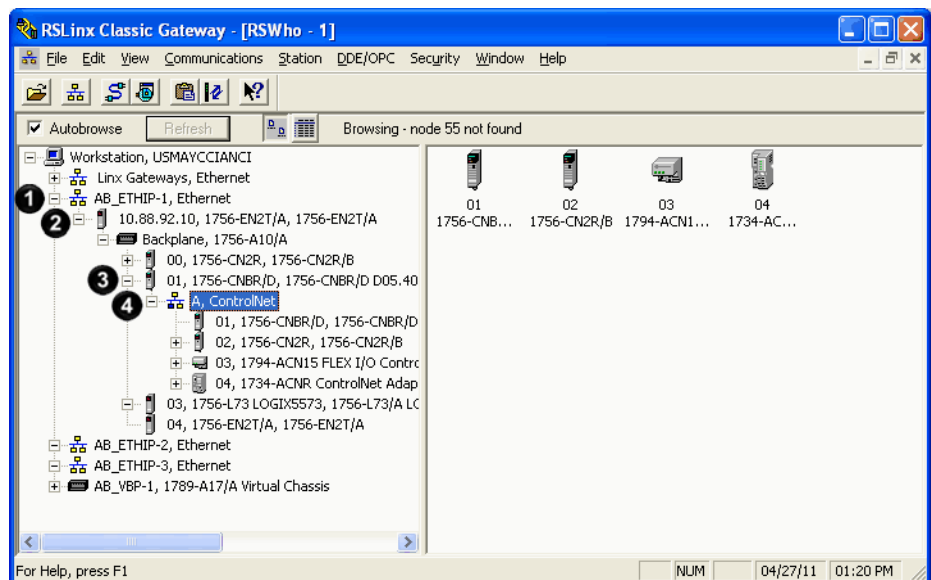 RSLinx Classic Gateway - [RSWho - 1]
File Edit View Communications Station DDE/OPC Security Window Help
Autobrowse Refresh Browsing - node 55 not found
Workstation, USMAYCCIANCI
Linx Gateways, Ethernet
1 AB_ETHIP-1, Ethernet
2 10.88.92.10, 1756-EN2T/A, 1756-EN2T/A
Backplane, 1756-A10/A
00, 1756-CN2R, 1756-CN2R/B
3 01, 1756-CNBR/D, 1756-CNBR/D D05.40
4 A, ControlNet
01, 1756-CNBR/D, 1756-CNBR/D
02, 1756-CN2R, 1756-CN2R/B
03, 1794-ACN15 FLEX I/O Contro
04, 1734-ACNR ControlNet Adap
03, 1756-L73 LOGIX5573, 1756-L73/A LO
04, 1756-EN2T/A, 1756-EN2T/A
AB_ETHIP-2, Ethernet
AB_ETHIP-3, Ethernet
AB_VBP-1, 1789-A17/A Virtual Chassis
01 02 03 04
1756-CNB... 1756-CN2R/B 1794-ACN1... 1734-AC...
For Help, press F1 NUM 04/27/11 01:20 PM